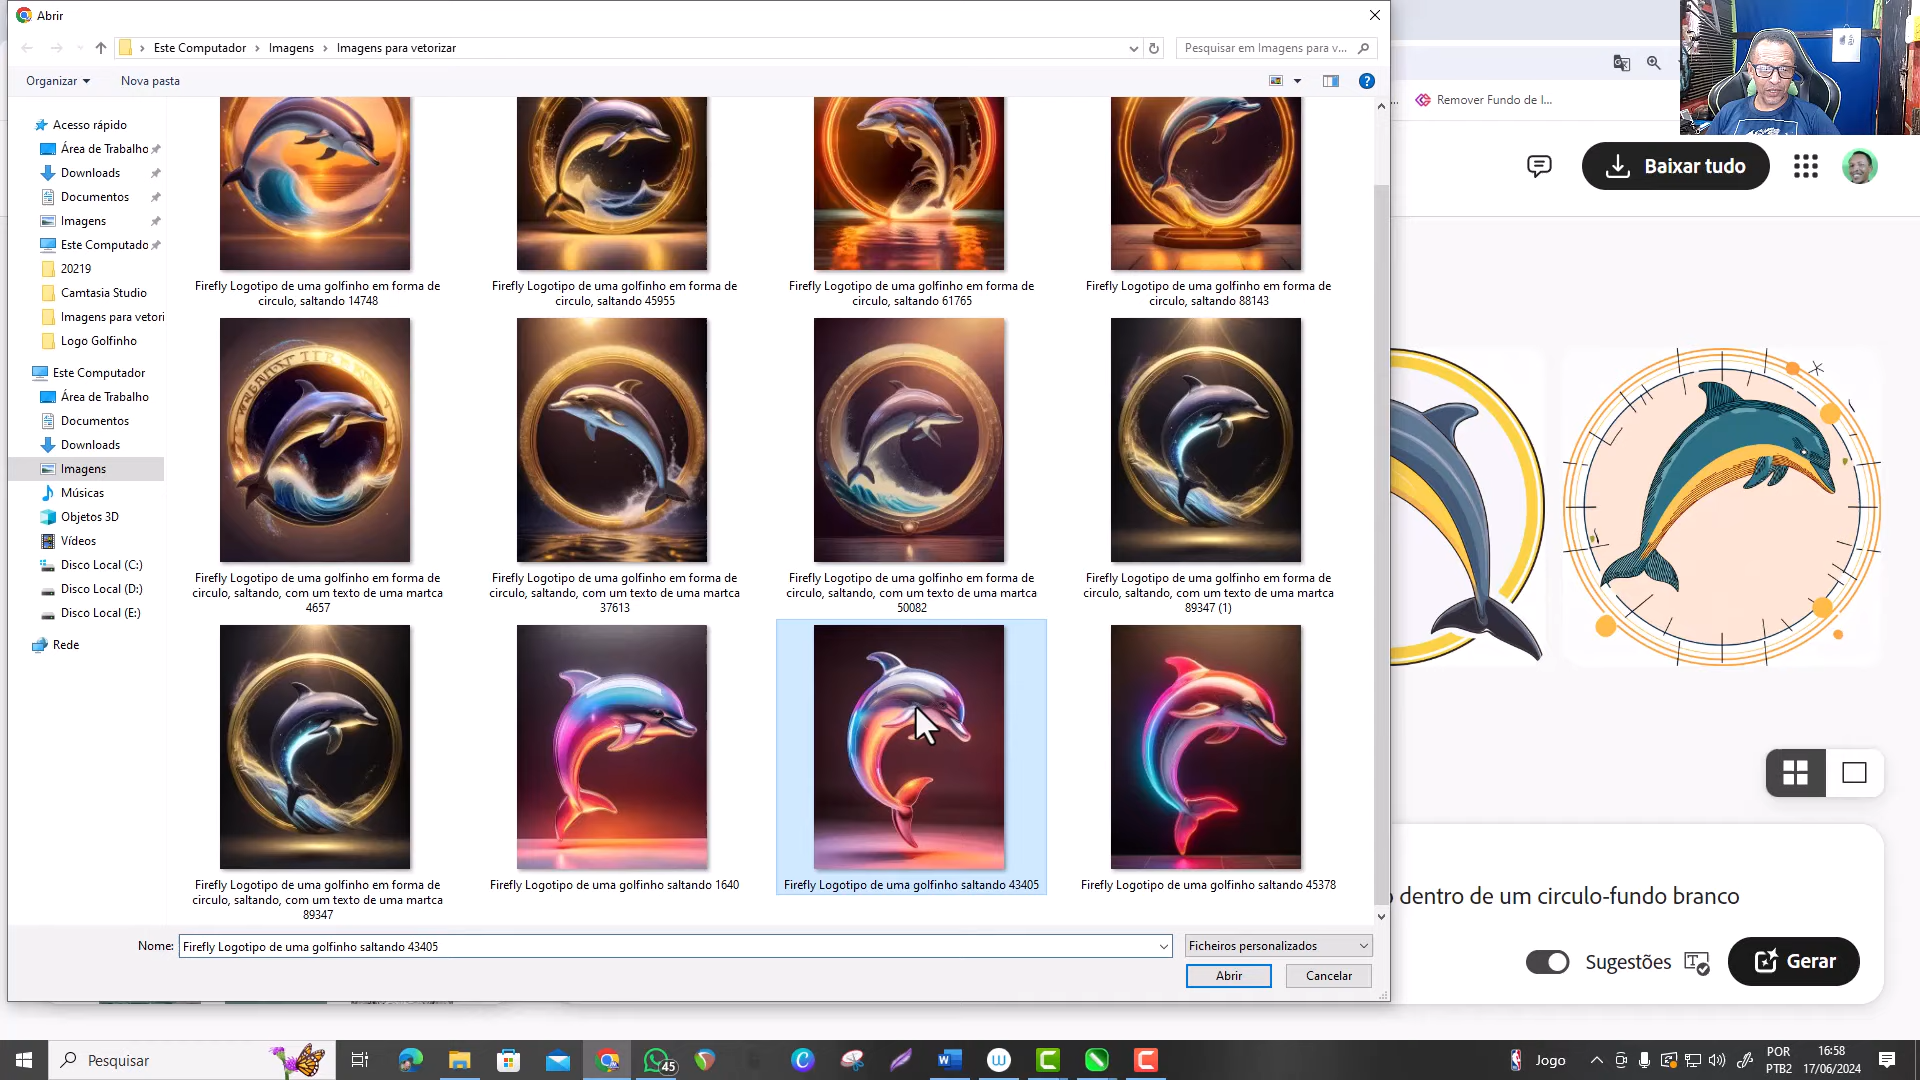 Abrir
Este Computador
Imagens
Imagens para vetorizar
Pesquisar em Imagens para v...
Organizar
Nova pasta
Acesso rápido
Área de Trabalho
Downloads
Documentos
Imagens
Este Computado
20219
Camtasia Studio
Imagens para vetori
Logo Golfinho
Este Computador
Área de Trabalho
Documentos
Downloads
Imagens
Músicas
Objetos 3D
Vídeos
Disco Local (C:)
Disco Local (D:)
Disco Local (E:)
Rede
Firefly Logotipo de uma golfinho em forma de
circulo, saltando 14748
Firefly Logotipo de uma golfinho em forma de
circulo, saltando 45955
Firefly Logotipo de uma golfinho em forma de
circulo, saltando 61765
Firefly Logotipo de uma golfinho em forma de
circulo, saltando 88143
Firefly Logotipo de uma golfinho em forma de
circulo, saltando, com um texto de uma martca
4657
Firefly Logotipo de uma golfinho em forma de
circulo, saltando, com um texto de uma martca
37613
Firefly Logotipo de uma golfinho em forma de
circulo, saltando, com um texto de uma martca
50082
Firefly Logotipo de uma golfinho em forma de
circulo, saltando, com um texto de uma martca
89347 (1)
Firefly Logotipo de uma golfinho em forma de
circulo, saltando, com um texto de uma martca
89347
Firefly Logotipo de uma golfinho saltando 1640
Firefly Logotipo de uma golfinho saltando 43405
Firefly Logotipo de uma golfinho saltando 45378
Nome:
Firefly Logotipo de uma golfinho saltando 43405
Ficheiros personalizados
Abrir
Cancelar
Remover Fundo de I...
Baixar tudo
dentro de um circulo-fundo branco
Sugestões
Gerar
Pesquisar
45
Jogo
POR
PTB2
16:58
17/06/2024